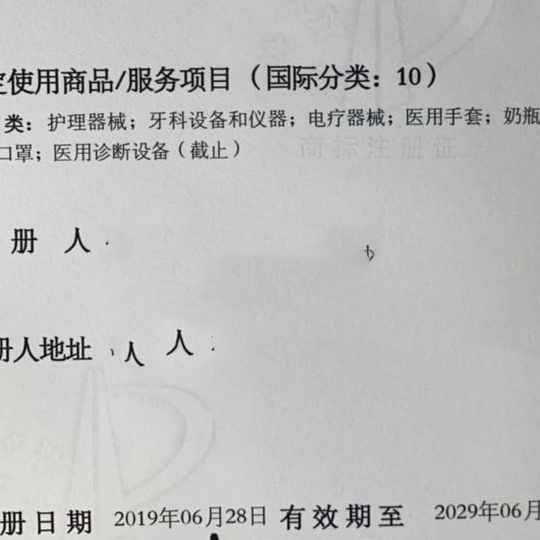 定使用商品/服务项目（国际分类：10）
类：护理器械；牙科设备和仪器；电疗器械；医用手套；奶瓶
口罩；医用诊断设备（截止）
商标注册证
册 人
册人地址 人 人
册日期 2019年06月28日 有效期至 2029年06月